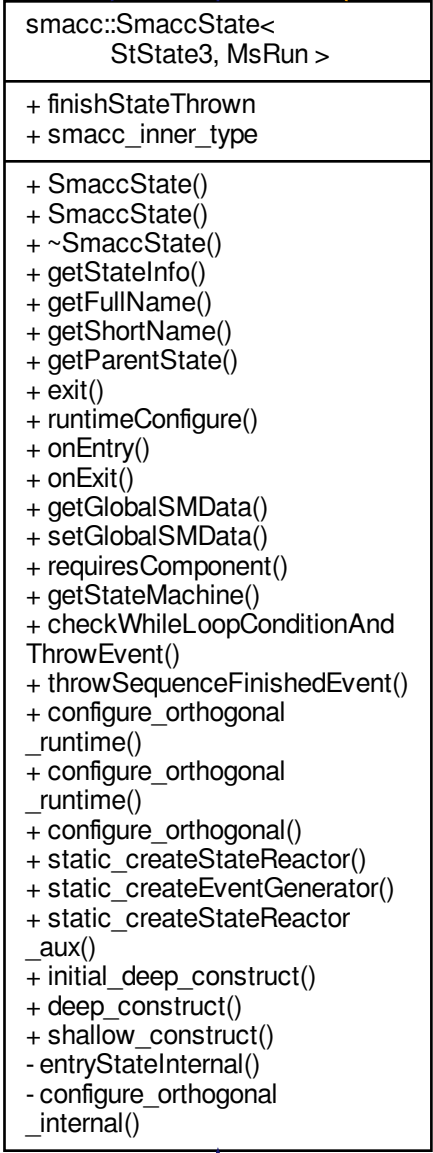 smacc::SmaccState<
StState3, MsRun >
+ finishStateThrown
+ smacc_inner_type
+ SmaccState()
+ SmaccState()
+ ~SmaccState()
+ getStateInfo()
+ getFullName()
+ getShortName()
+ getParentState()
+ exit()
+ runtimeConfigure()
+ onEntry()
+ onExit()
+ getGlobalSMData()
+ setGlobalSMData()
+ requiresComponent()
+ getStateMachine()
+ checkWhileLoopConditionAnd
ThrowEvent()
+ throwSequenceFinishedEvent()
+ configure_orthogonal
_runtime()
+ configure_orthogonal
_runtime()
+ configure_orthogonal()
+ static_createStateReactor()
+ static_createEventGenerator()
+ static_createStateReactor
_aux()
+ initial_deep_construct()
+ deep_construct()
+ shallow_construct()
- entryStateInternal()
- configure_orthogonal
_internal()